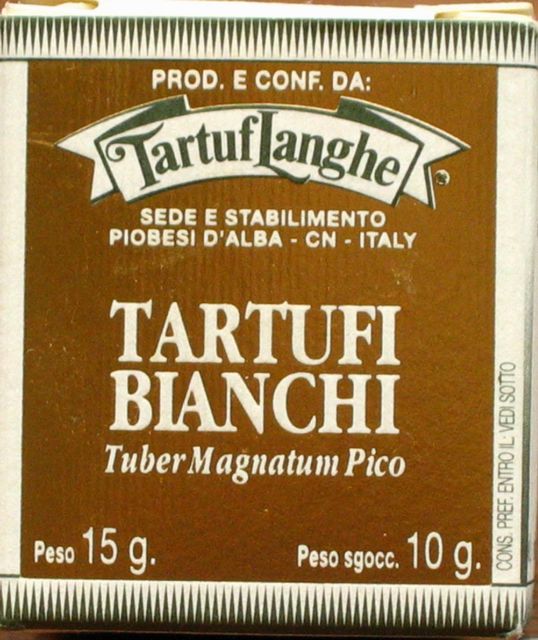 PROD. E CONF. DA:
TartufLanghe
SEDE E STABILIMENTO
PIOBESI D'ALBA - CN - ITALY
TARTUFI
BIANCHI
Tuber Magnatum Pico
Peso 15 g.
Peso sgocc. 10 g.
CONS. PREF. ENTRO IL: VEDI SOTTO